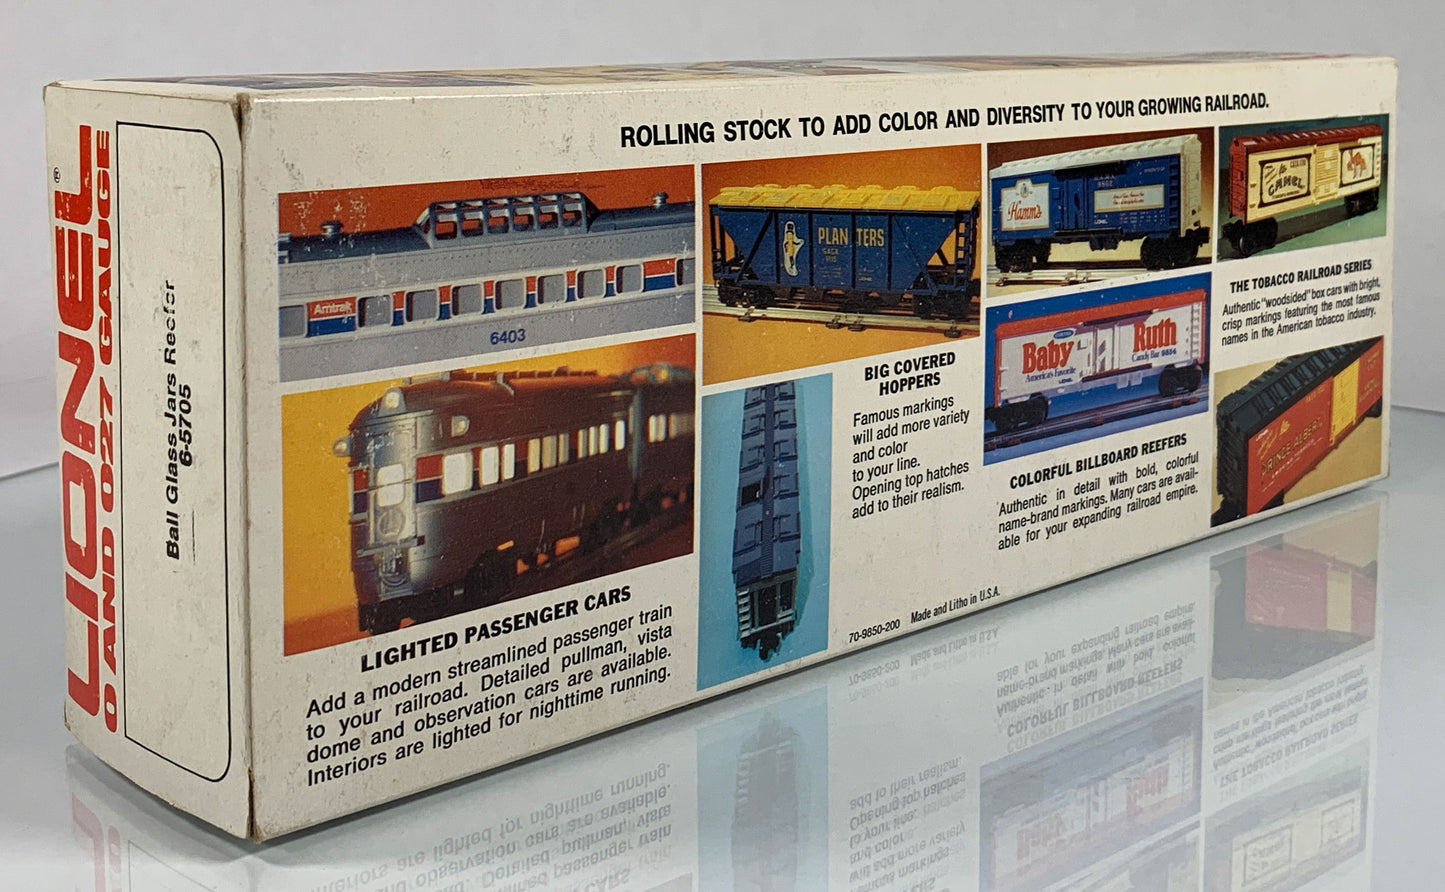 LIONEL®
O AND O27 GAUGE
Ball Glass Jars Reefer
6-5705
ROLLING STOCK TO ADD COLOR AND DIVERSITY TO YOUR GROWING RAILROAD.
Amtrak
6403
LIGHTED PASSENGER CARS
Add a modern streamlined passenger train
to your railroad. Detailed pullman, vista
dome and observation cars are available.
Interiors are lighted for nighttime running.
PLANTERS
BIG COVERED
HOPPERS
Famous markings
will add more variety
and color
to your line.
Opening top hatches
add to their realism.
70-9850-200 Made and Litho in U.S.A.
Hamm's
Baby Ruth
America's Favorite
Candy Bar 9854
LIONEL
COLORFUL BILLBOARD REEFERS
Authentic in detail with bold, colorful
name-brand markings. Many cars are avail-
able for your expanding railroad empire.
CAMEL
THE TOBACCO RAILROAD SERIES
Authentic "woodsided" box cars with bright,
crisp markings featuring the most famous
names in the American tobacco industry.
PRINCE ALBERT